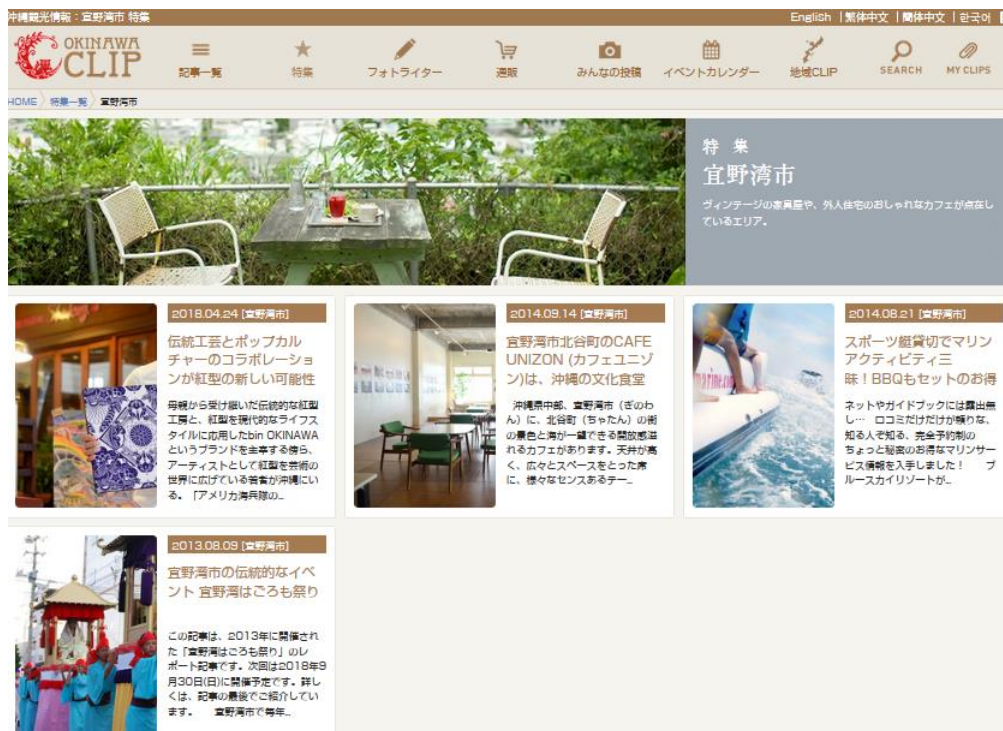 沖縄観光情報：宜野湾市 特集
English | 繁体中文 | 簡体中文 | 한국어
OKINAWA
CLIP
記事一覧
特集
フォトライター
通販
みんなの投稿
イベントカレンダー
地域CLIP
SEARCH
MY CLIPS
HOME 特集一覧 宜野湾市
特 集
宜野湾市
ヴィンテージの家具屋や、外人住宅のおしゃれなカフェが点在し
ているエリア。
2018.04.24 [宜野湾市]
伝統工芸とポップカル
チャーのコラボレーショ
ンが紅型の新しい可能性
母親から受け継いだ伝統的な紅型
工房と、紅型を現代的なライフス
タイルに応用したbin OKINAWA
というブランドを主宰する傍ら、
アーティストとして紅型を芸術の
世界に広げている若者が沖縄にい
る。「アメリカ海兵隊の...
2014.09.14 [宜野湾市]
宜野湾市北谷町のCAFE
UNIZON (カフェユニゾ
ン)は、沖縄の文化食堂
沖縄県中部、宜野湾市（ぎのわ
ん）に、北谷町（ちゃたん）の街
の景色と海が一望できる開放感溢
れるカフェがあります。天井が高
く、広々とスペースをとった席
に、様々なセンスあるテー...
2014.08.21 [宜野湾市]
スポーツ艇貸切でマリン
アクティビティ三
昧！BBQもセットのお得
ネットやガイドブックには露出無
し… 口コミだけだけが頼りな、
知る人ぞ知る、完全予約制の
ちょっと秘密のお得なマリンサー
ビス情報を入手しました！ ブ
ルースカイリゾートが...
2013.08.09 [宜野湾市]
宜野湾市の伝統的なイベ
ント 宜野湾はごろも祭り
この記事は、2013年に開催され
た「宜野湾はごろも祭り」のレ
ポート記事です。次回は2018年9
月30日(日)に開催予定です。詳し
くは、記事の最後でご紹介してい
ます。 宜野湾市で毎年...